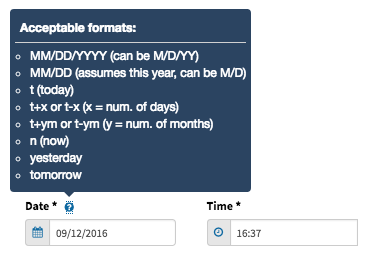 Acceptable formats:
MM/DD/YYYY (can be M/D/YY)
MM/DD (assumes this year, can be M/D)
t (today)
t+x or t-x (x = num. of days)
t+ym or t-ym (y = num. of months)
n (now)
yesterday
tomorrow
Date * ?
Time *
09/12/2016
16:37